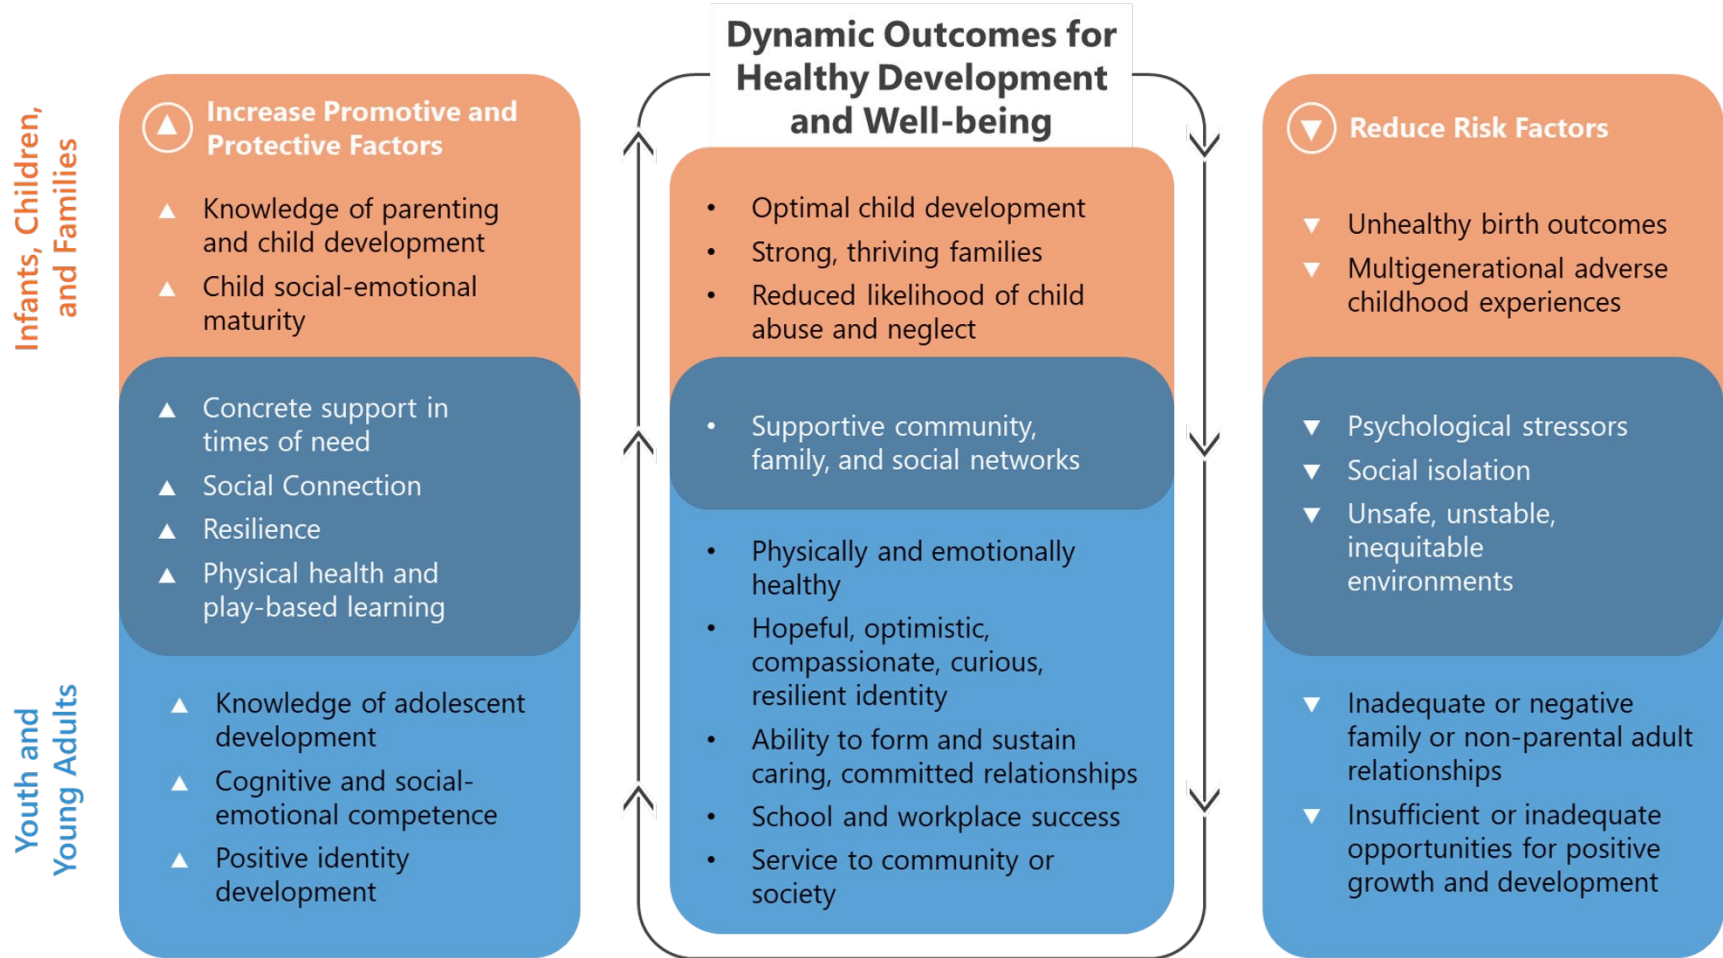 Dynamic Outcomes for
Healthy Development
and Well-being
Infants, Children,
and Families
Youth and
Young Adults
Increase Promotive and
Protective Factors
Knowledge of parenting
and child development
Child social-emotional
maturity
Concrete support in
times of need
Social Connection
Resilience
Physical health and
play-based learning
Knowledge of adolescent
development
Cognitive and social-
emotional competence
Positive identity
development
Optimal child development
Strong, thriving families
Reduced likelihood of child
abuse and neglect
Supportive community,
family, and social networks
Physically and emotionally
healthy
Hopeful, optimistic,
compassionate, curious,
resilient identity
Ability to form and sustain
caring, committed relationships
School and workplace success
Service to community or
society
Reduce Risk Factors
Unhealthy birth outcomes
Multigenerational adverse
childhood experiences
Psychological stressors
Social isolation
Unsafe, unstable,
inequitable
environments
Inadequate or negative
family or non-parental adult
relationships
Insufficient or inadequate
opportunities for positive
growth and development